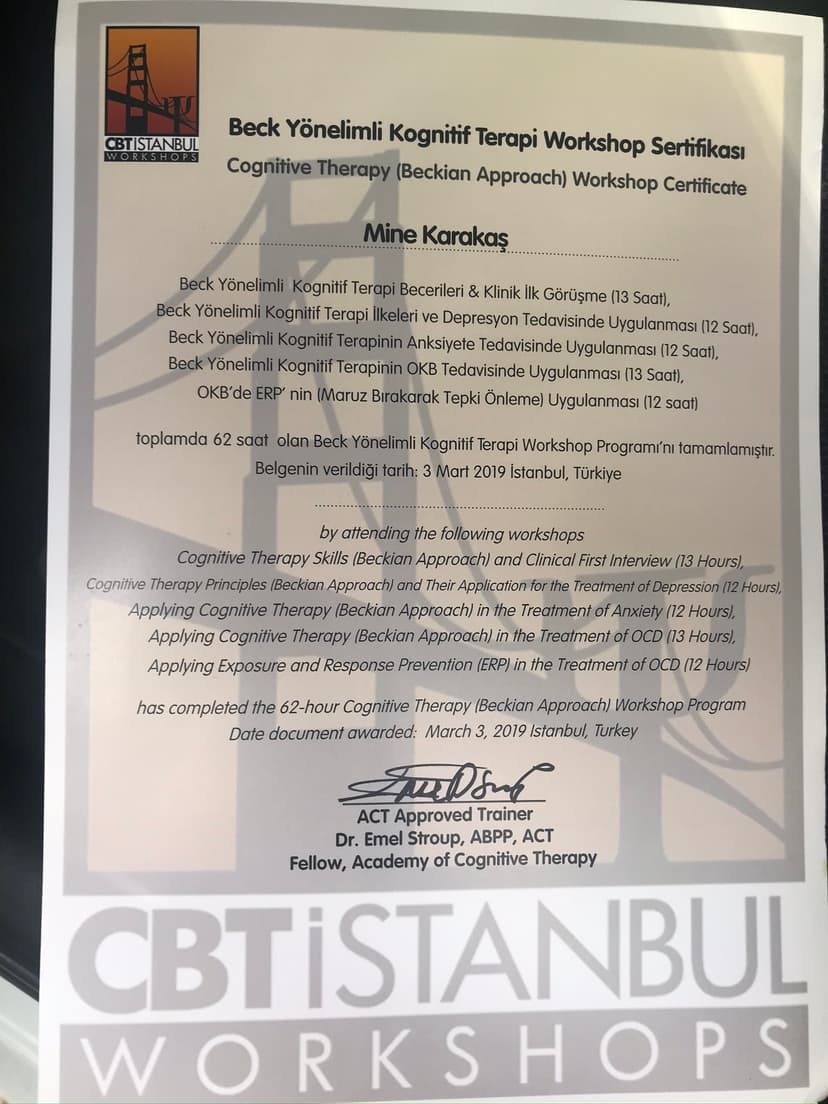 CBTİSTANBUL
WORKSHOPS
Beck Yönelimli Kognitif Terapi Workshop Sertifikası
Cognitive Therapy (Beckian Approach) Workshop Certificate
Mine Karakaş
Beck Yönelimli Kognitif Terapi Becerileri & Klinik İlk Görüşme (13 Saat),
Beck Yönelimli Kognitif Terapi İlkeleri ve Depresyon Tedavisinde Uygulanması (12 Saat),
Beck Yönelimli Kognitif Terapinin Anksiyete Tedavisinde Uygulanması (12 Saat),
Beck Yönelimli Kognitif Terapinin OKB Tedavisinde Uygulanması (13 Saat),
OKB'de ERP' nin (Maruz Bırakarak Tepki Önleme) Uygulanması (12 saat)
toplamda 62 saat olan Beck Yönelimli Kognitif Terapi Workshop Programı'nı tamamlamıştır.
Belgenin verildiği tarih: 3 Mart 2019 İstanbul, Türkiye
by attending the following workshops
Cognitive Therapy Skills (Beckian Approach) and Clinical First Interview (13 Hours),
Cognitive Therapy Principles (Beckian Approach) and Their Application for the Treatment of Depression (12 Hours),
Applying Cognitive Therapy (Beckian Approach) in the Treatment of Anxiety (12 Hours),
Applying Cognitive Therapy (Beckian Approach) in the Treatment of OCD (13 Hours),
Applying Exposure and Response Prevention (ERP) in the Treatment of OCD (12 Hours)
has completed the 62-hour Cognitive Therapy (Beckian Approach) Workshop Program
Date document awarded: March 3, 2019 Istanbul, Turkey
ACT Approved Trainer
Dr. Emel Stroup, ABPP, ACT
Fellow, Academy of Cognitive Therapy
CBTiSTANBUL
WORKSHOPS